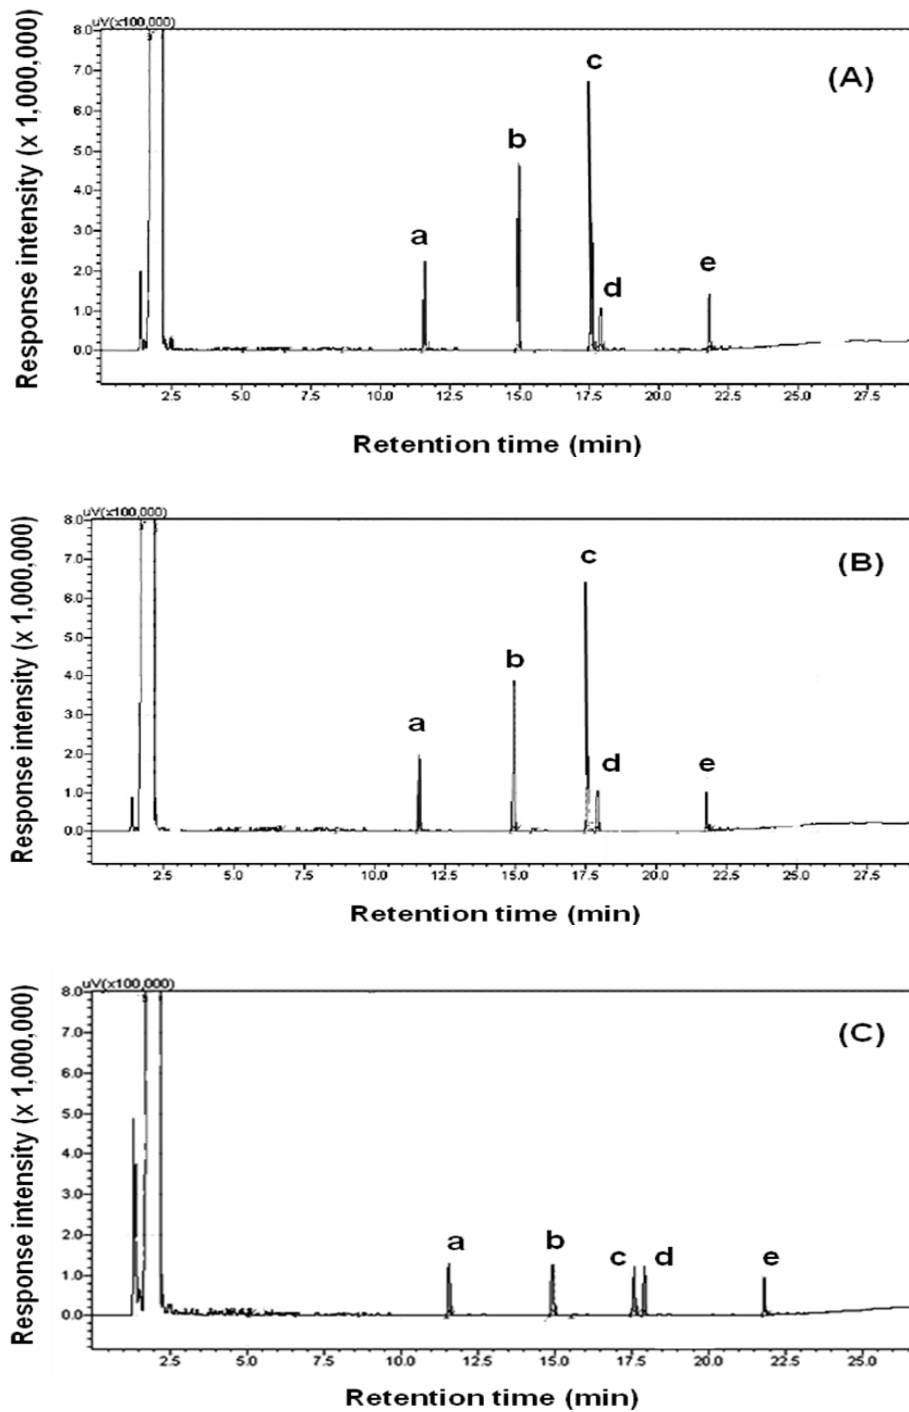 uV(x100,000)
8.0
7.0
6.0
5.0
4.0
3.0
2.0
1.0
0.0
Response intensity (x 1,000,000)
(A)
a
b
c
d
e
2.5 5.0 7.5 10.0 12.5 15.0 17.5 20.0 22.5 25.0 27.5
Retention time (min)
uV(x100,000)
8.0
7.0
6.0
5.0
4.0
3.0
2.0
1.0
0.0
Response intensity (x 1,000,000)
(B)
a
b
c
d
e
2.5 5.0 7.5 10.0 12.5 15.0 17.5 20.0 22.5 25.0 27.5
Retention time (min)
uV(x100,000)
8.0
7.0
6.0
5.0
4.0
3.0
2.0
1.0
0.0
Response intensity (x 1,000,000)
(C)
a
b
c
d
e
2.5 5.0 7.5 10.0 12.5 15.0 17.5 20.0 22.5 25.0
Retention time (min)